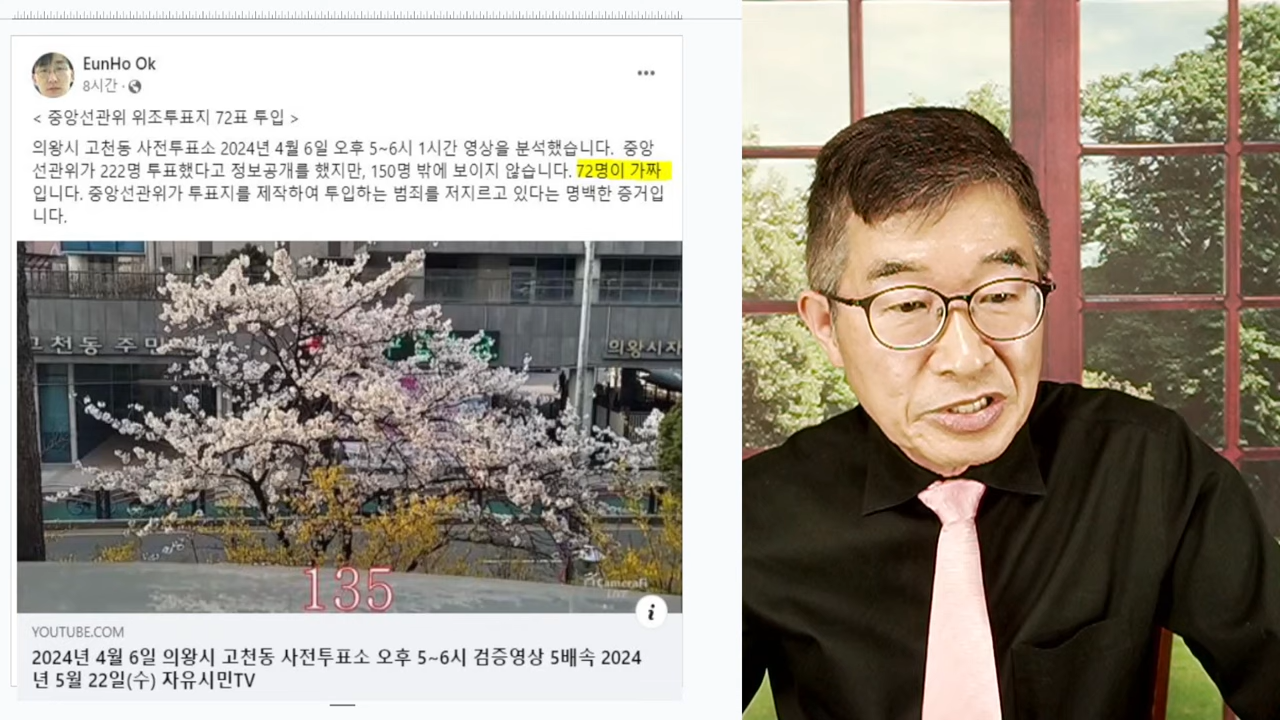 EunHo Ok
8시간
< 중앙선관위 위조투표지 72표 투입 >
의왕시 고천동 사전투표소 2024년 4월 6일 오후 5~6시 1시간 영상을 분석했습니다. 중앙
선관위가 222명 투표했다고 정보공개를 했지만, 150명 밖에 보이지 않습니다. 72명이 가짜
입니다. 중앙선관위가 투표지를 제작하여 투입하는 범죄를 저지르고 있다는 명백한 증거입
니다.
고천동 주민
의왕시자
135
CameraFi
LIVE
YOUTUBE.COM
2024년 4월 6일 의왕시 고천동 사전투표소 오후 5~6시 검증영상 5배속 2024
년 5월 22일(수) 자유시민TV